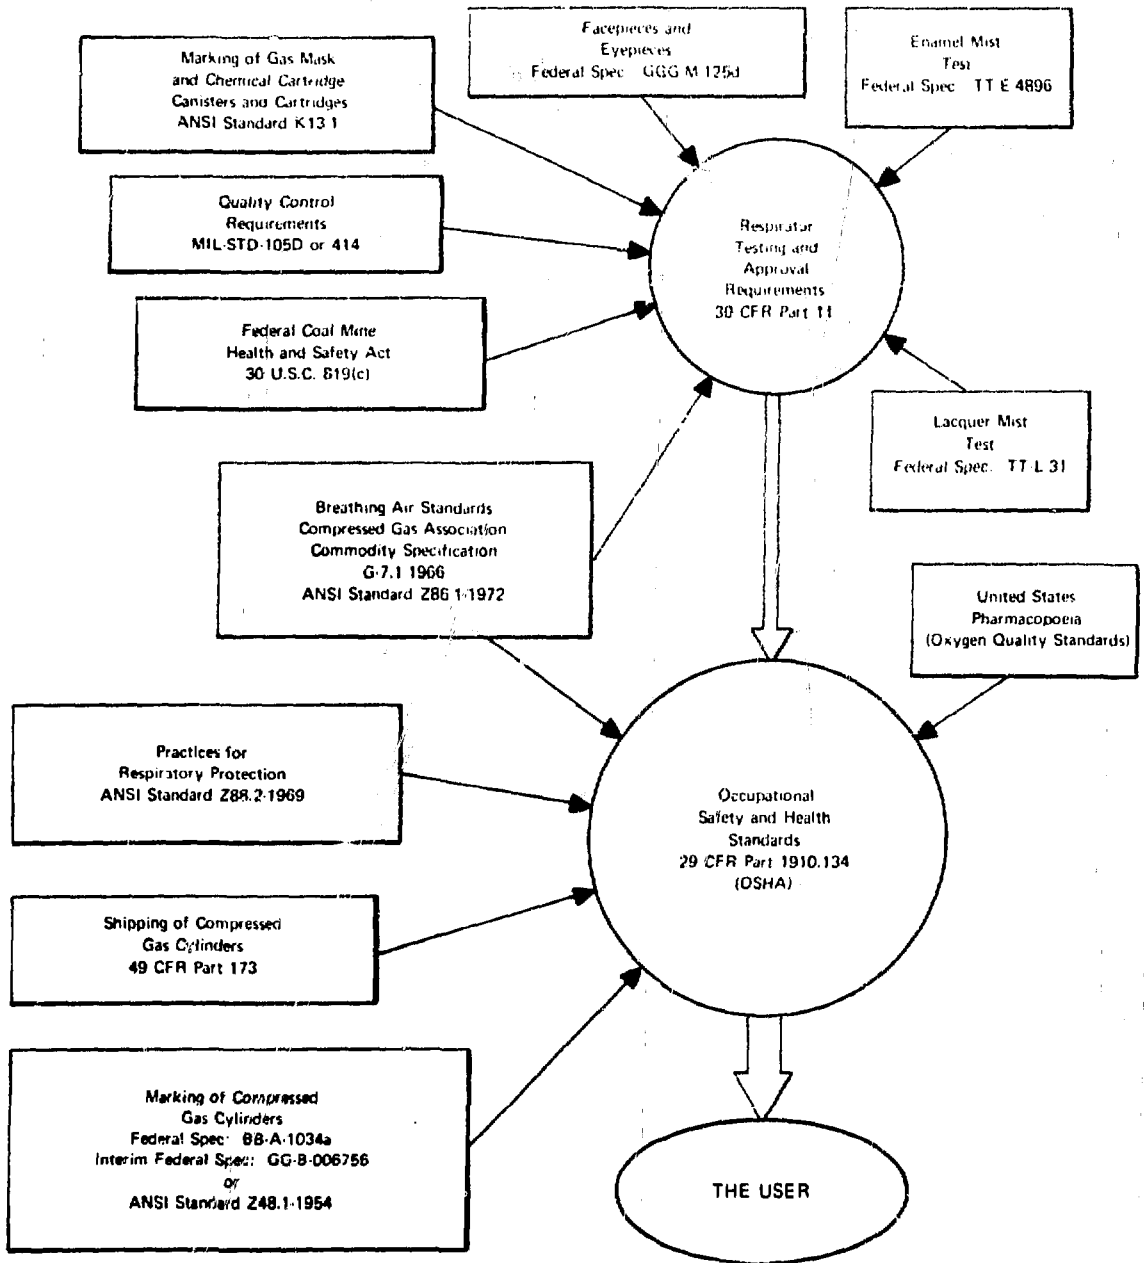 Facepieces and
Eyepieces
Federal Spec GGG M 125d
Enamel Mist
Test
Federal Spec TT E 4896
Marking of Gas Mask
and Chemical Cartridge
Canisters and Cartridges
ANSI Standard K13 1
Quality Control
Requirements
MIL-STD-105D or 414
Respirator
Testing and
Approval
Requirements
30 CFR Part 11
Federal Coal Mine
Health and Safety Act
30 U.S.C. 819(c)
Lacquer Mist
Test
Federal Spec. TT-L 31
Breathing Air Standards
Compressed Gas Association
Commodity Specification
G-7.1 1966
ANSI Standard Z86 1-1972
United States
Pharmacopoeia
(Oxygen Quality Standards)
Practices for
Respiratory Protection
ANSI Standard Z88.2-1969
Occupational
Safety and Health
Standards
29 CFR Part 1910.134
(OSHA)
Shipping of Compressed
Gas Cylinders
49 CFR Part 173
Marking of Compressed
Gas Cylinders
Federal Spec: BB-A-1034a
Interim Federal Spec: GG-B-006756
or
ANSI Standard Z48.1-1954
THE USER